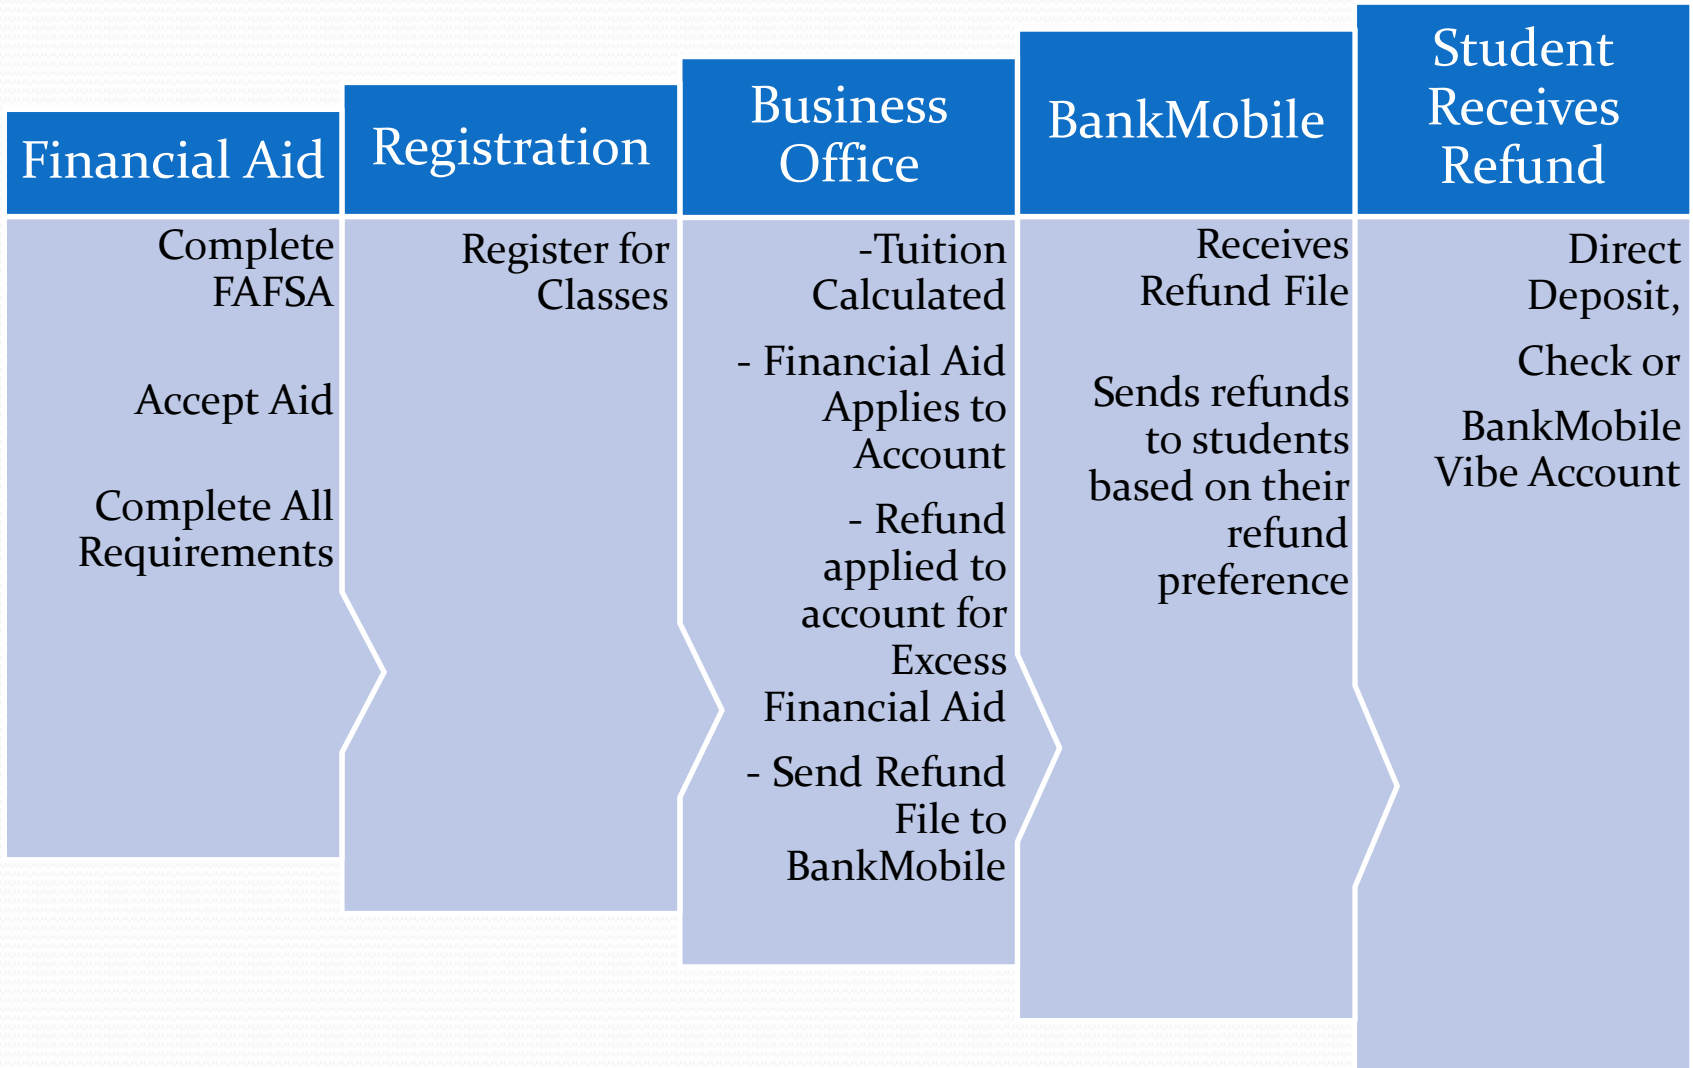 Financial Aid
Complete
FAFSA
Accept Aid
Complete All
Requirements
Registration
Register for
Classes
Business
Office
-Tuition
Calculated
- Financial Aid
Applies to
Account
- Refund
applied to
account for
Excess
Financial Aid
- Send Refund
File to
BankMobile
BankMobile
Receives
Refund File
Sends refunds
to students
based on their
refund
preference
Student
Receives
Refund
Direct
Deposit,
Check or
BankMobile
Vibe Account